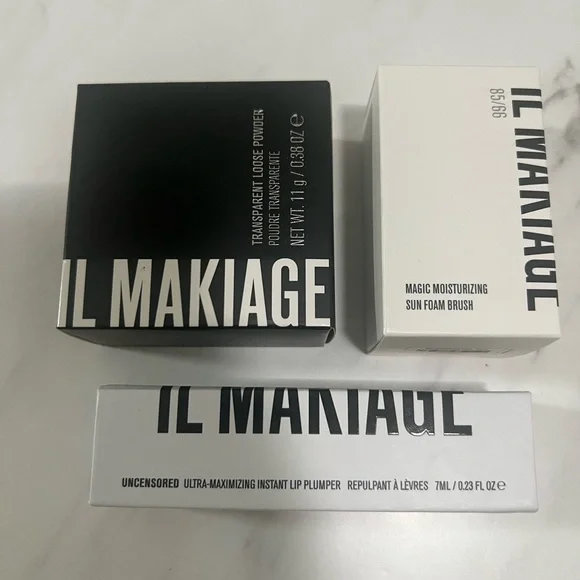 TRANSPARENT LOOSE POWDER
POUDRE TRANSPARENTE
NET WT. 11 g / 0.38 OZ e
IL MAKIAGE
85/66
IL MAKIAGE
MAGIC MOISTURIZING
SUN FOAM BRUSH
IL MAKIAGE
UNCENSORED ULTRA-MAXIMIZING INSTANT LIP PLUMPER REPULPANT À LÈVRES 7ML / 0.23 FL OZ e